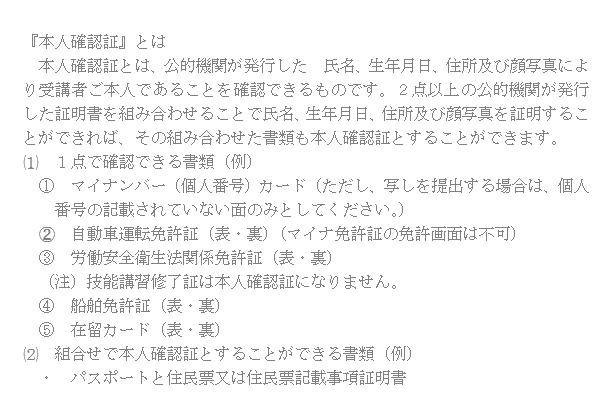 『本人確認証』とは
　本人確認証とは、公的機関が発行した　氏名、生年月日、住所及び顔写真によ
り受講者ご本人であることを確認できるものです。２点以上の公的機関が発行
した証明書を組み合わせることで氏名、生年月日、住所及び顔写真を証明するこ
とができれば、その組み合わせた書類も本人確認証とすることができます。
⑴　１点で確認できる書類（例）
　①　マイナンバー（個人番号）カード（ただし、写しを提出する場合は、個人
　　番号の記載されていない面のみとしてください。）
　②　自動車運転免許証（表・裏）（マイナ免許証の免許画面は不可）
　③　労働安全衛生法関係免許証（表・裏）
　（注）技能講習修了証は本人確認証になりません。
　④　船舶免許証（表・裏）
　⑤　在留カード（表・裏）
⑵　組合せで本人確認証とすることができる書類（例）
　・　パスポートと住民票又は住民票記載事項証明書